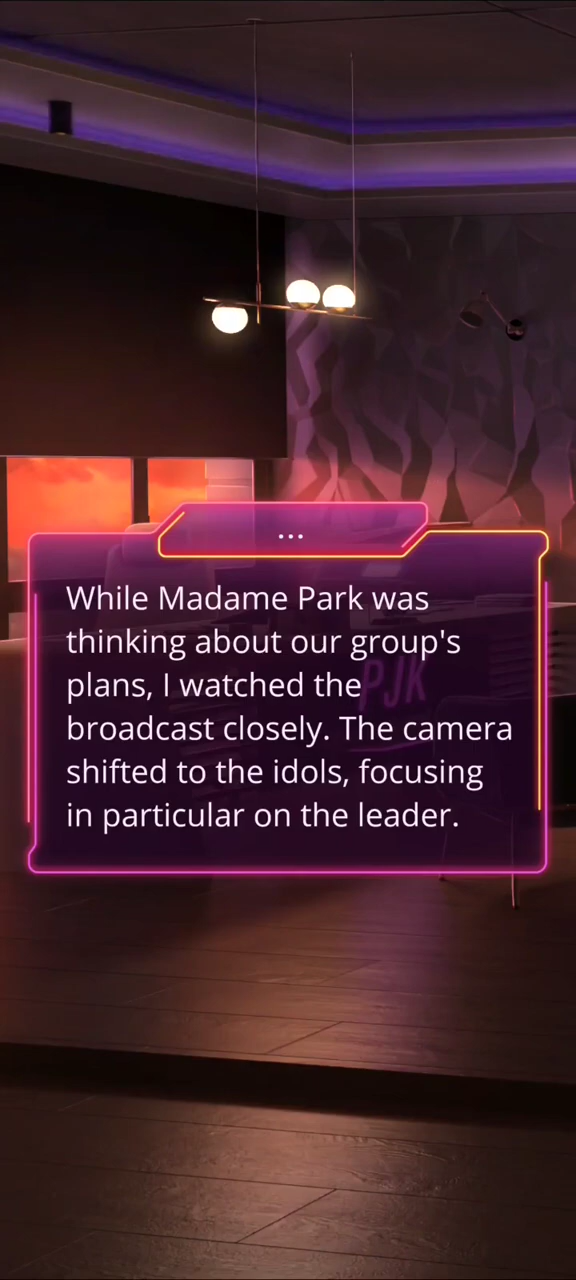 ...
While Madame Park was
thinking about our group's
plans, I watched the
PJK
broadcast closely. The camera
shifted to the idols, focusing
in particular on the leader.